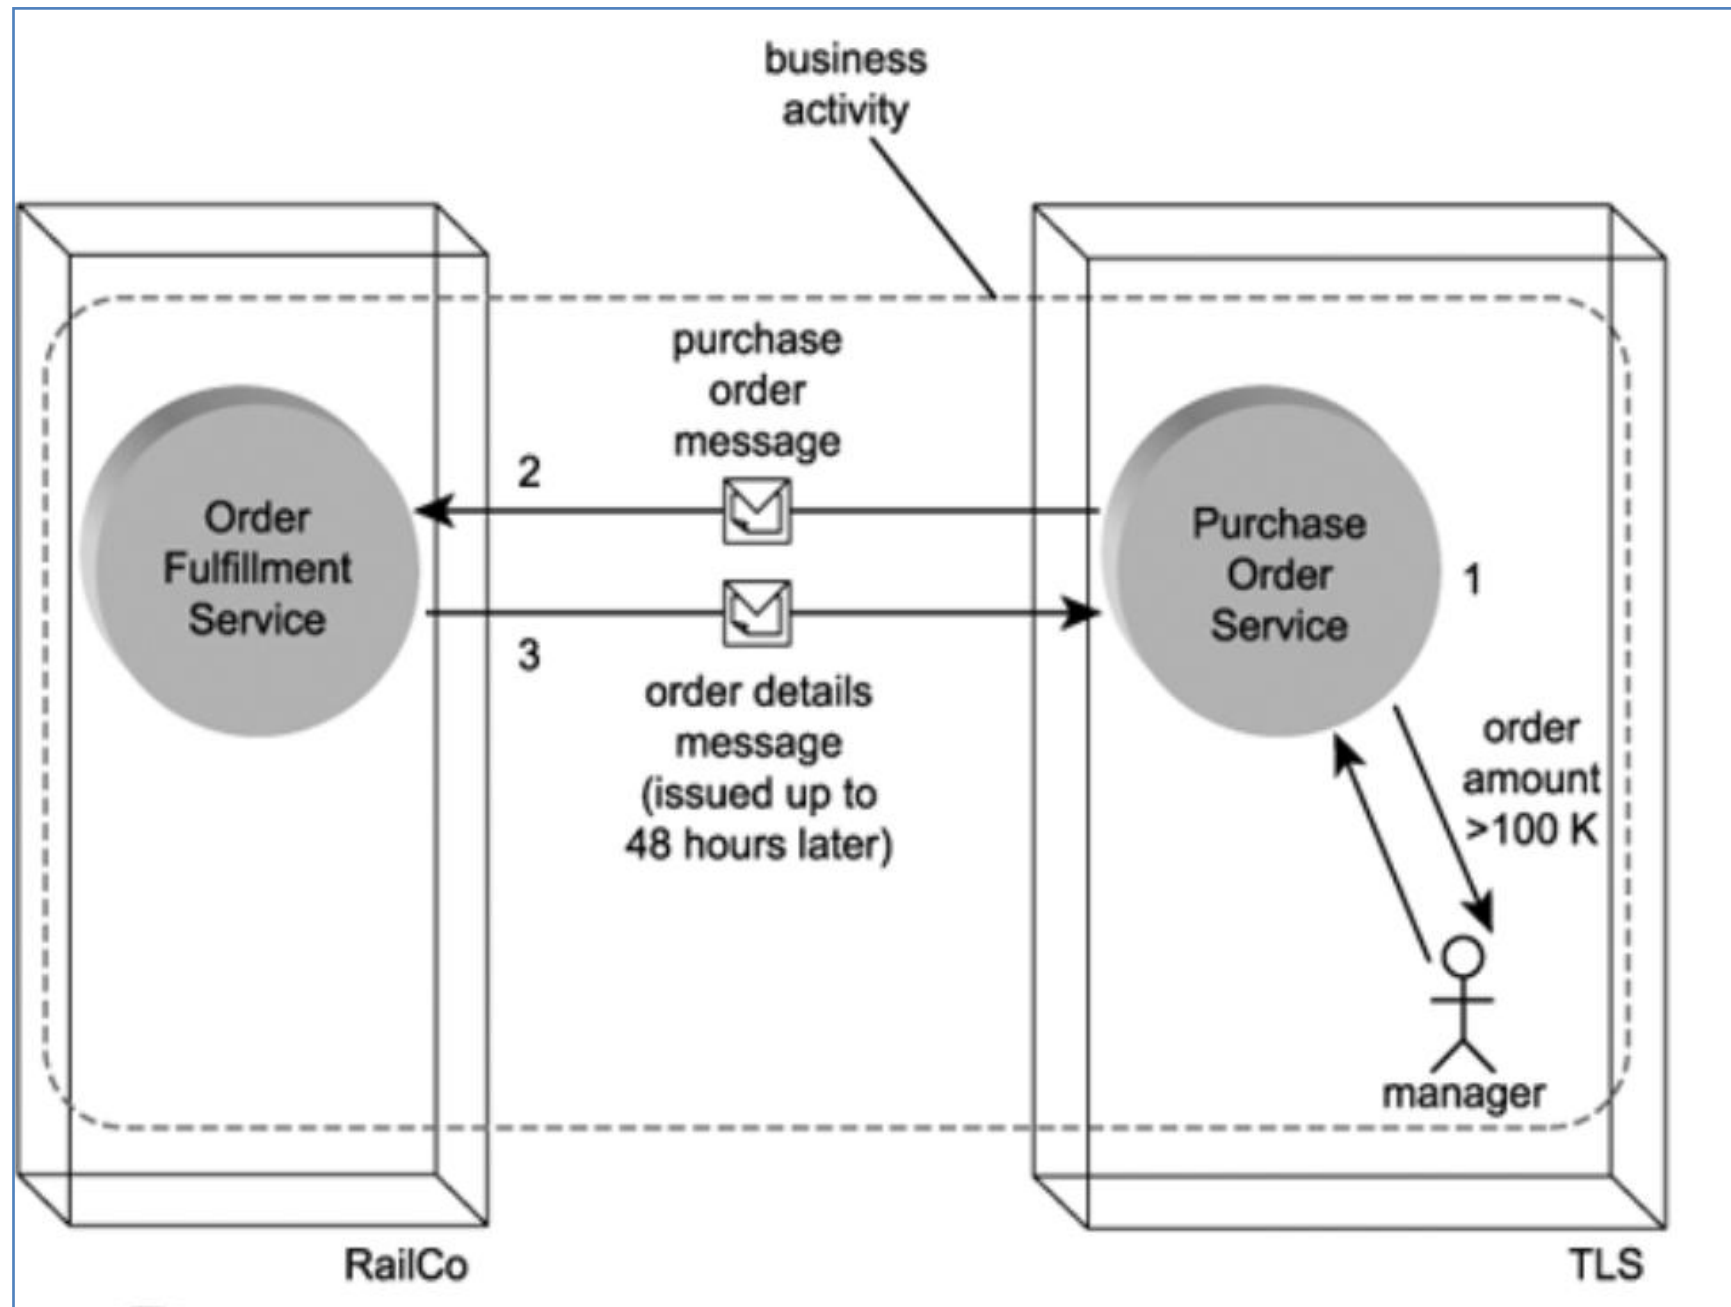 business
activity
purchase
order
message
2
Order
Fulfillment
Service
Purchase
Order
Service
1
3
order details
message
(issued up to
48 hours later)
order
amount
>100 K
manager
RailCo
TLS